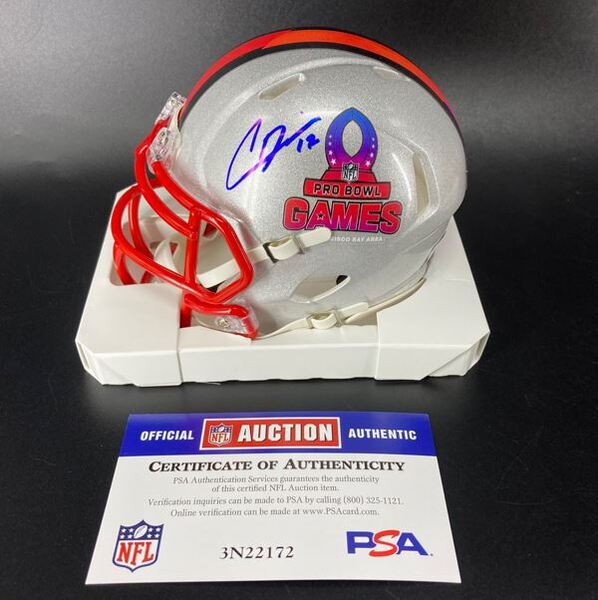 NFL
PRO BOWL
GAMES
ISCO BAY AREA
OFFICIAL NFL AUCTION AUTHENTIC
CERTIFICATE OF AUTHENTICITY
PSA Authentication Services guarantees the authenticity
of this certified NFL Auction item.
Verification inquiries can be made to PSA by calling (800) 325-1121.
Online verification can be made at www.PSAcard.com.
NFL
3N22172
PSA